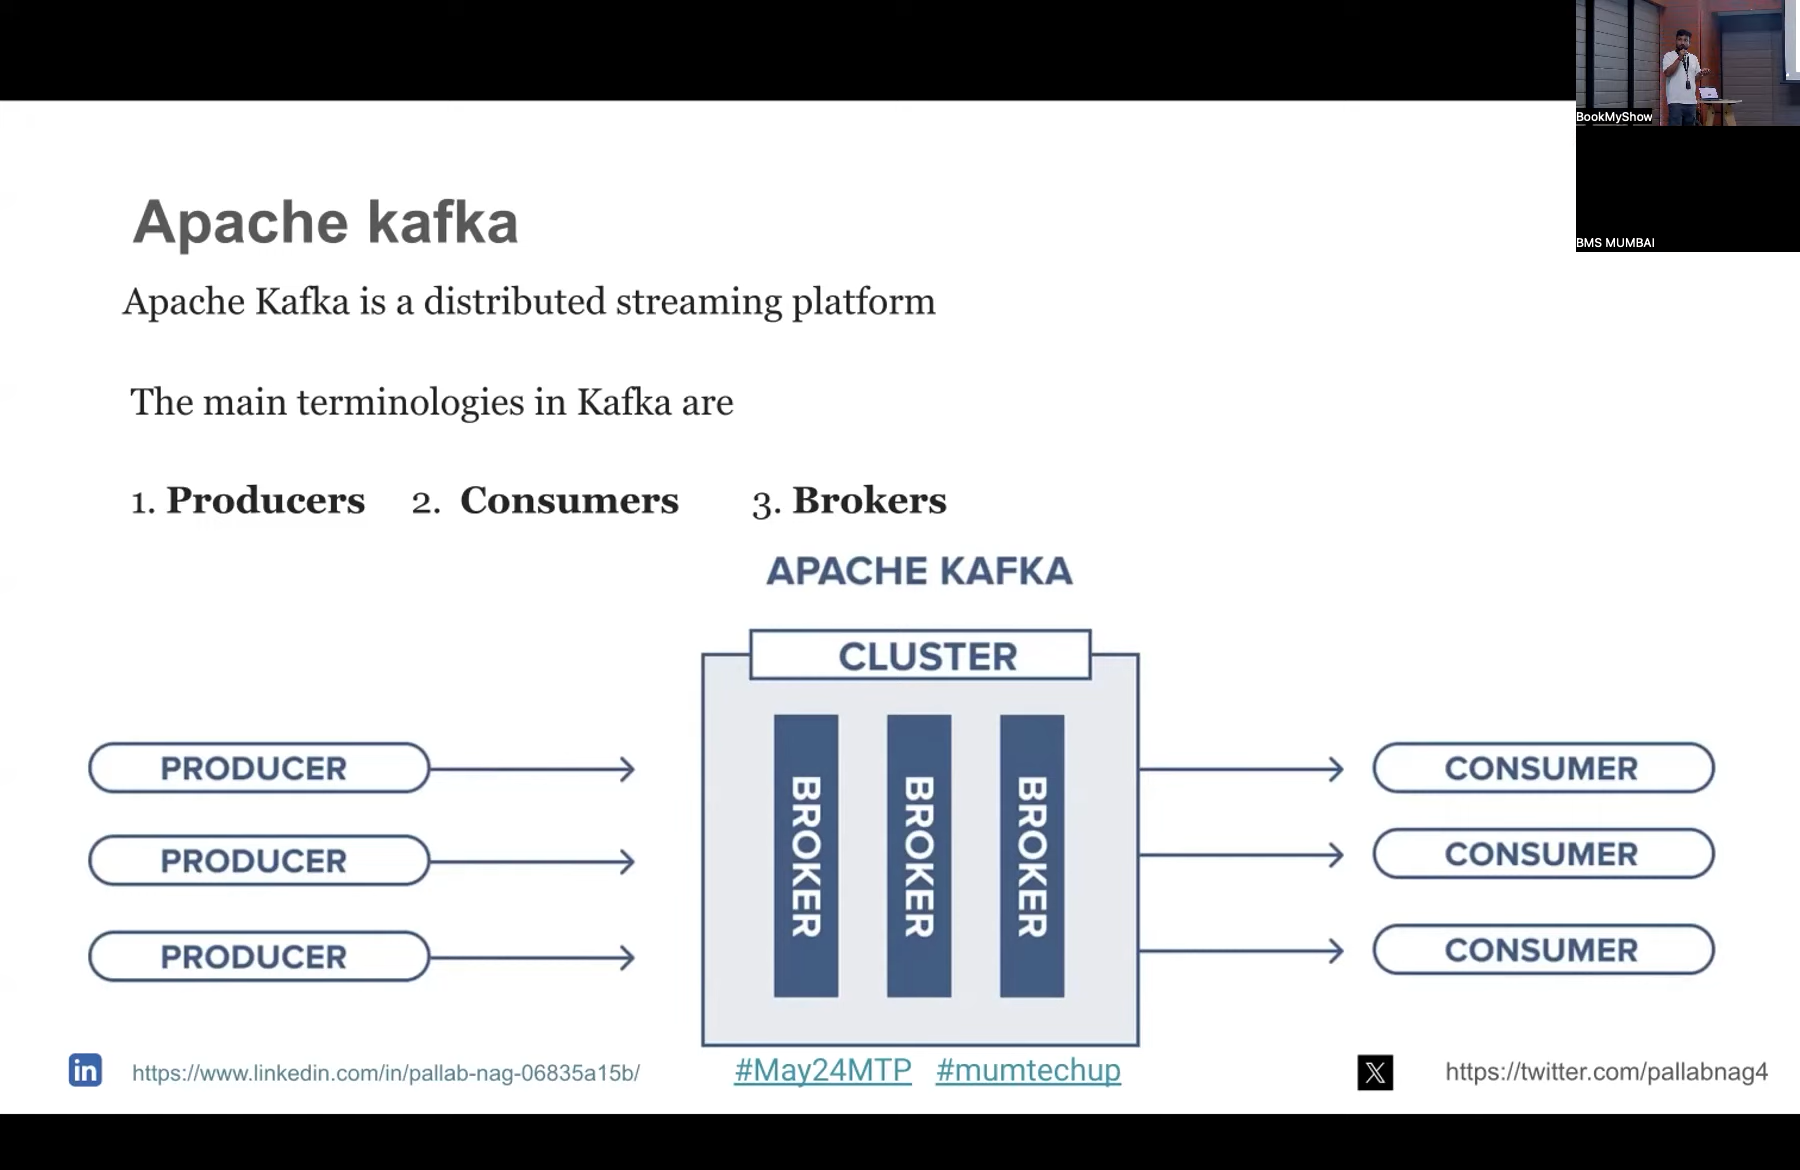 BookMyShow
BMS MUMBAI
Apache kafka
Apache Kafka is a distributed streaming platform
The main terminologies in Kafka are
1. Producers 2. Consumers 3. Brokers
APACHE KAFKA
CLUSTER
PRODUCER
PRODUCER
PRODUCER
BROKER
BROKER
BROKER
CONSUMER
CONSUMER
CONSUMER
in https://www.linkedin.com/in/pallab-nag-06835a15b/ #May24MTP #mumtechup X https://twitter.com/pallabnag4